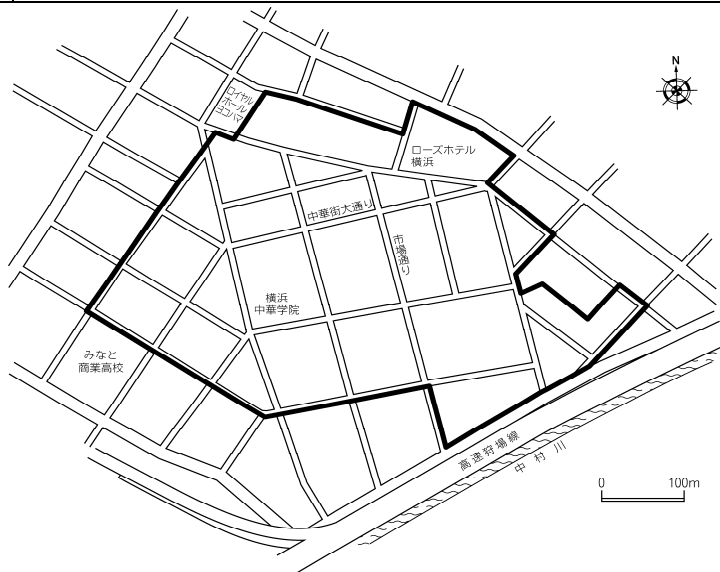 N
ロイヤル
ホール
ヨコハマ
ローズホテル
横浜
中華街大通り
市場通り
横浜
中華学院
みなと
商業高校
高速狩場線
中村川
0 100m